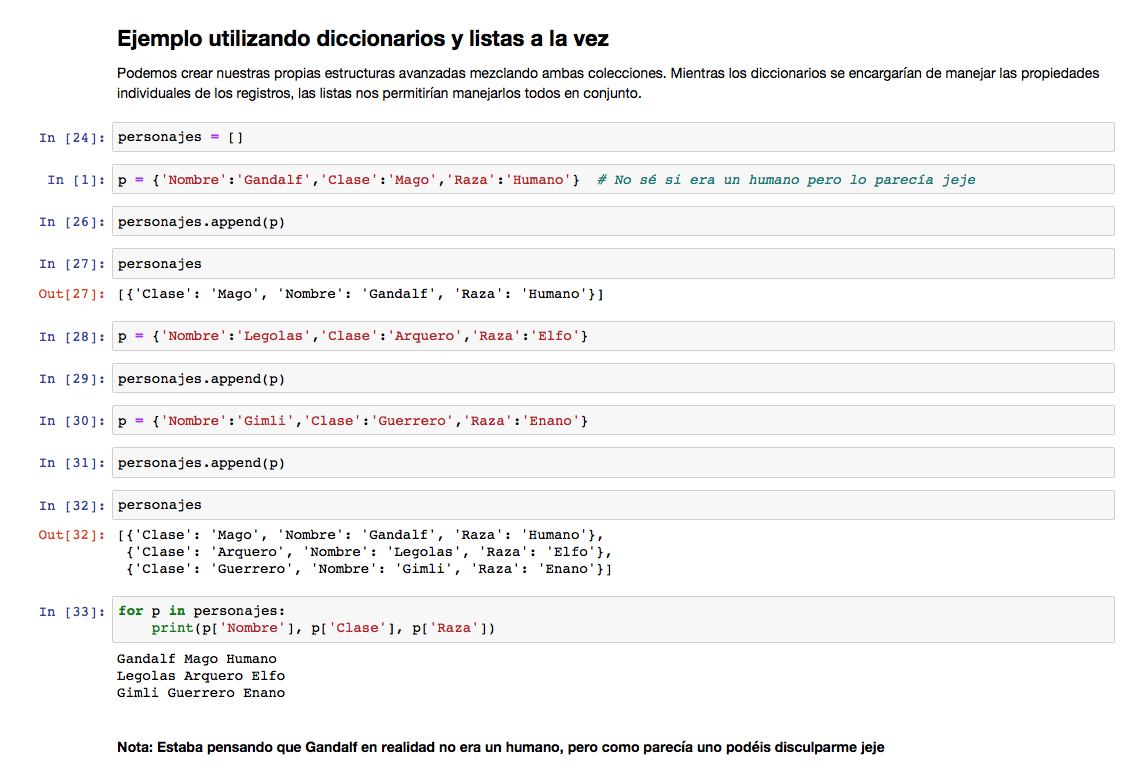 Ejemplo utilizando diccionarios y listas a la vez
Podemos crear nuestras propias estructuras avanzadas mezclando ambas colecciones. Mientras los diccionarios se encargarían de manejar las propiedades
individuales de los registros, las listas nos permitirían manejarlos todos en conjunto.
In [24]: personajes = []
In [1]: p = {'Nombre':'Gandalf','Clase':'Mago','Raza':'Humano'}  # No sé si era un humano pero lo parecía jeje
In [26]: personajes.append(p)
In [27]: personajes
Out[27]: [{'Clase': 'Mago', 'Nombre': 'Gandalf', 'Raza': 'Humano'}]
In [28]: p = {'Nombre':'Legolas','Clase':'Arquero','Raza':'Elfo'}
In [29]: personajes.append(p)
In [30]: p = {'Nombre':'Gimli','Clase':'Guerrero','Raza':'Enano'}
In [31]: personajes.append(p)
In [32]: personajes
Out[32]: [{'Clase': 'Mago', 'Nombre': 'Gandalf', 'Raza': 'Humano'},
{'Clase': 'Arquero', 'Nombre': 'Legolas', 'Raza': 'Elfo'},
{'Clase': 'Guerrero', 'Nombre': 'Gimli', 'Raza': 'Enano'}]
In [33]: for p in personajes:
print(p['Nombre'], p['Clase'], p['Raza'])
Gandalf Mago Humano
Legolas Arquero Elfo
Gimli Guerrero Enano
Nota: Estaba pensando que Gandalf en realidad no era un humano, pero como parecía uno podéis disculparme jeje